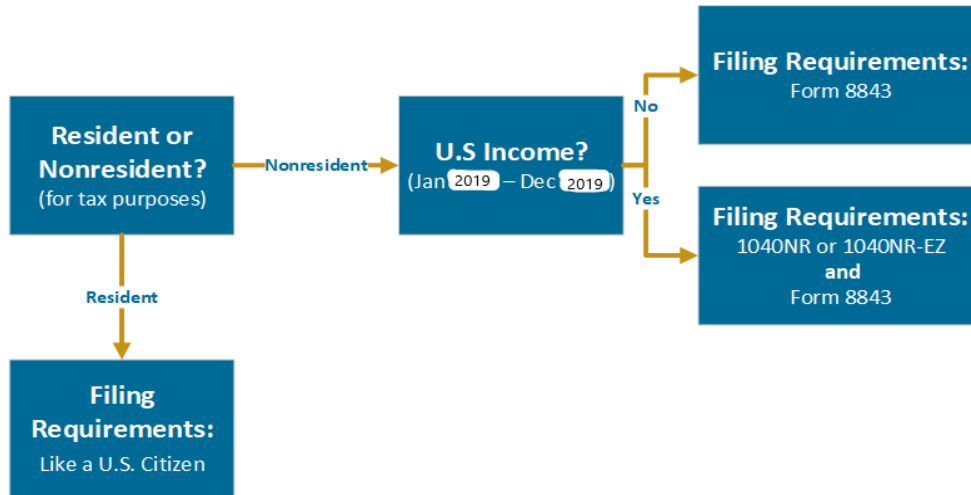 Resident or
Nonresident?
(for tax purposes)
Nonresident
Resident
Filing
Requirements:
Like a U.S. Citizen
U.S Income?
(Jan 2019 – Dec 2019)
No
Yes
Filing Requirements:
Form 8843
Filing Requirements:
1040NR or 1040NR-EZ
and
Form 8843